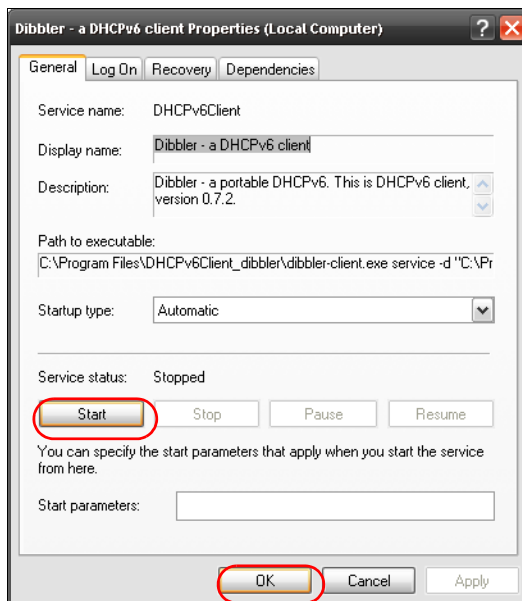 Dibbler - a DHCPv6 client Properties (Local Computer)
General Log On Recovery Dependencies
Service name: DHCPv6Client
Display name: Dibbler - a DHCPv6 client
Description: Dibbler - a portable DHCPv6. This is DHCPv6 client,
version 0.7.2.
Path to executable:
C:\Program Files\DHCPv6Client_dibbler\dibbler-client.exe service -d "C:\Pr
Startup type: Automatic
Service status: Stopped
Start Stop Pause Resume
You can specify the start parameters that apply when you start the service
from here.
Start parameters:
OK Cancel Apply